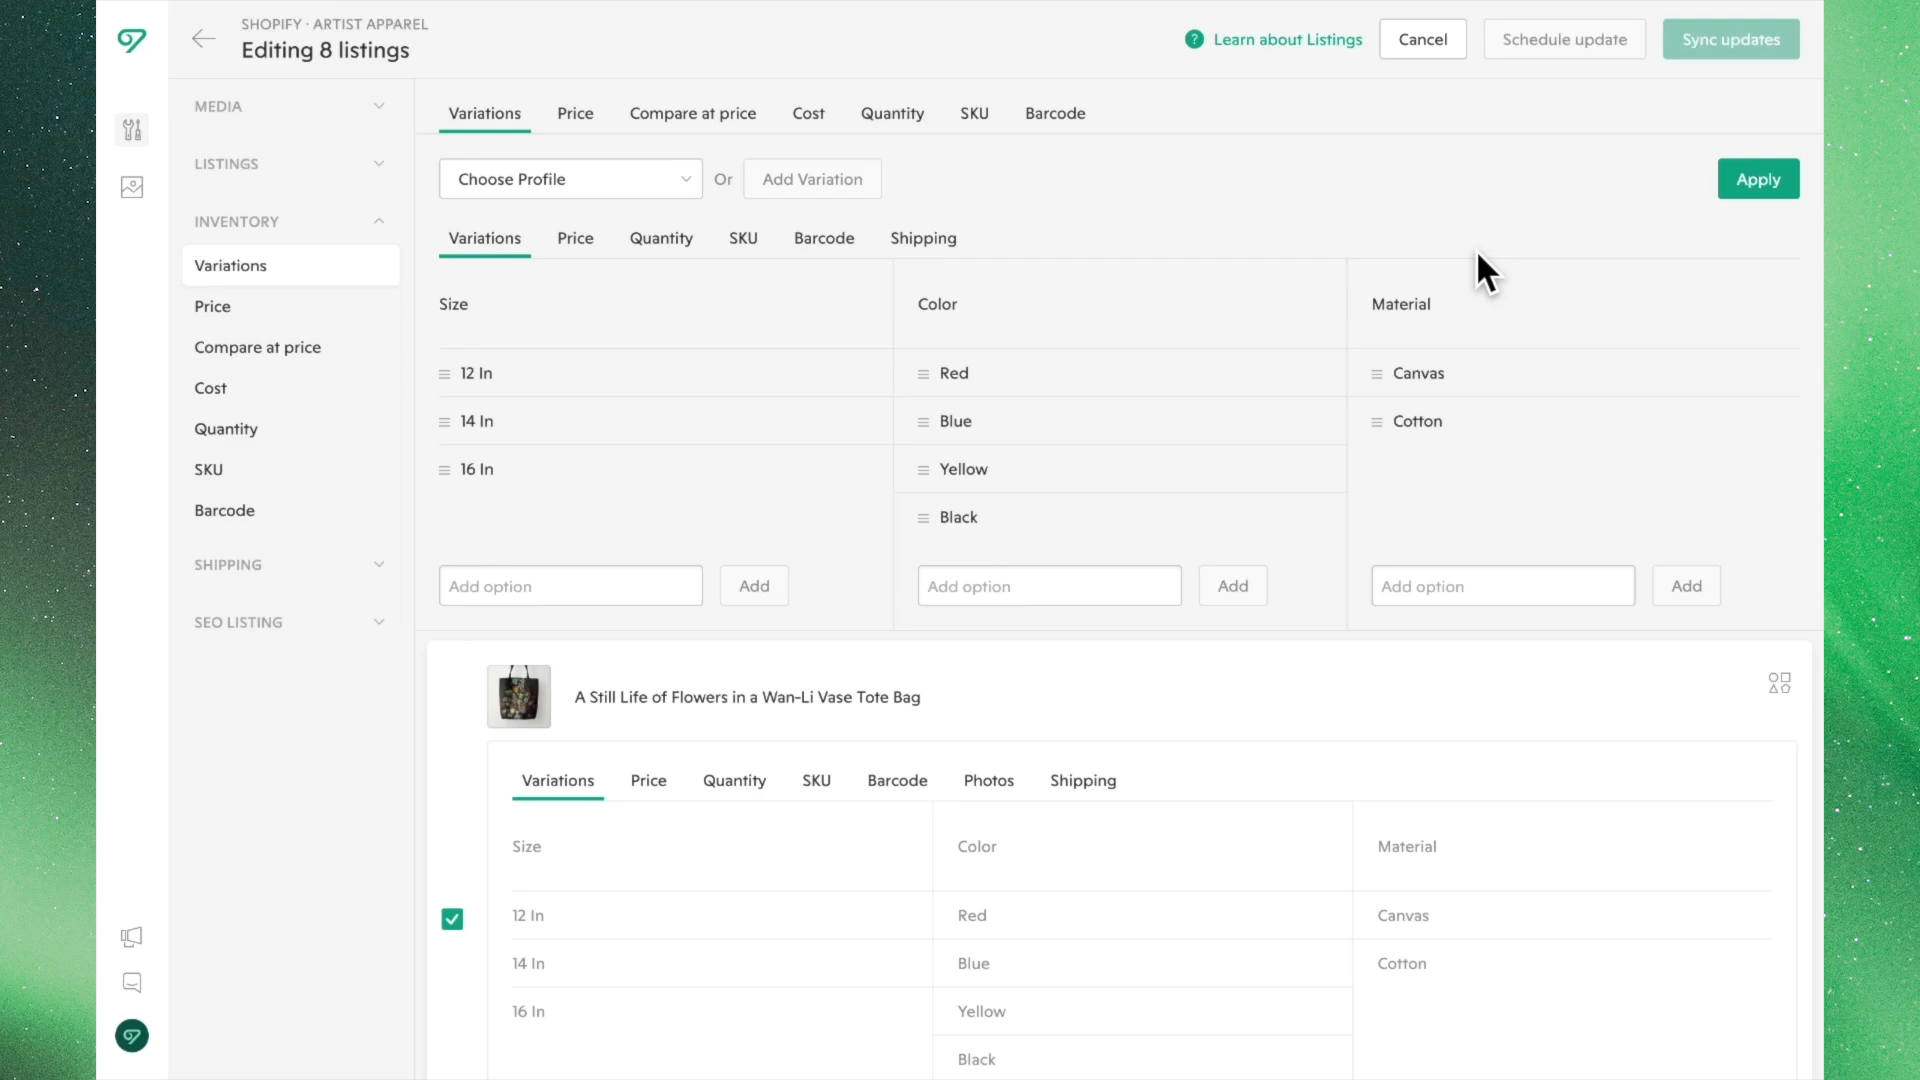 SHOPIFY · ARTIST APPAREL
Editing 8 listings
? Learn about Listings
Cancel
Schedule update
Sync updates
MEDIA
LISTINGS
INVENTORY
Variations
Price
Compare at price
Cost
Quantity
SKU
Barcode
SHIPPING
SEO LISTING
Variations Price Compare at price Cost Quantity SKU Barcode
Choose Profile Or Add Variation Apply
Variations Price Quantity SKU Barcode Shipping
Size Color Material
12 In Red Canvas
14 In Blue Cotton
16 In Yellow
Black
Add option Add Add option Add Add option Add
A Still Life of Flowers in a Wan-Li Vase Tote Bag
Variations Price Quantity SKU Barcode Photos Shipping
Size Color Material
12 In Red Canvas
14 In Blue Cotton
16 In Yellow
Black